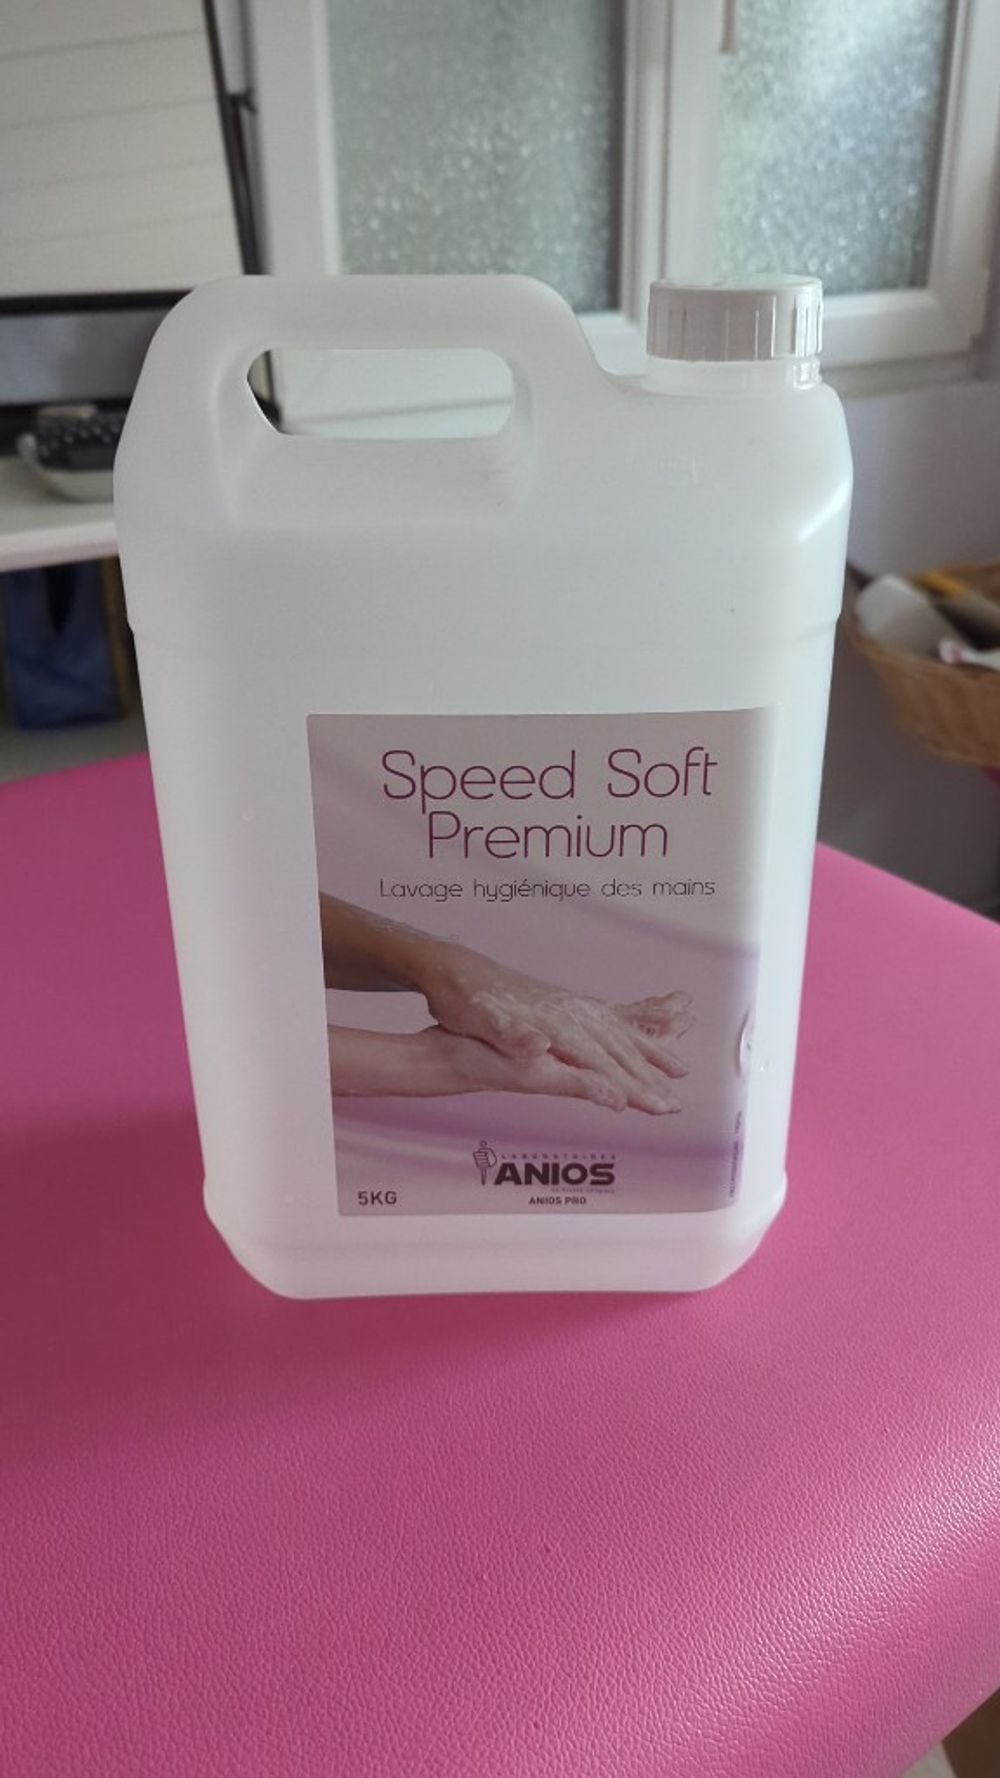 Speed Soft
Premium
Lavage hygiénique des mains
LABORATOIRES
ANIOS
5KG
ANIOS PRO